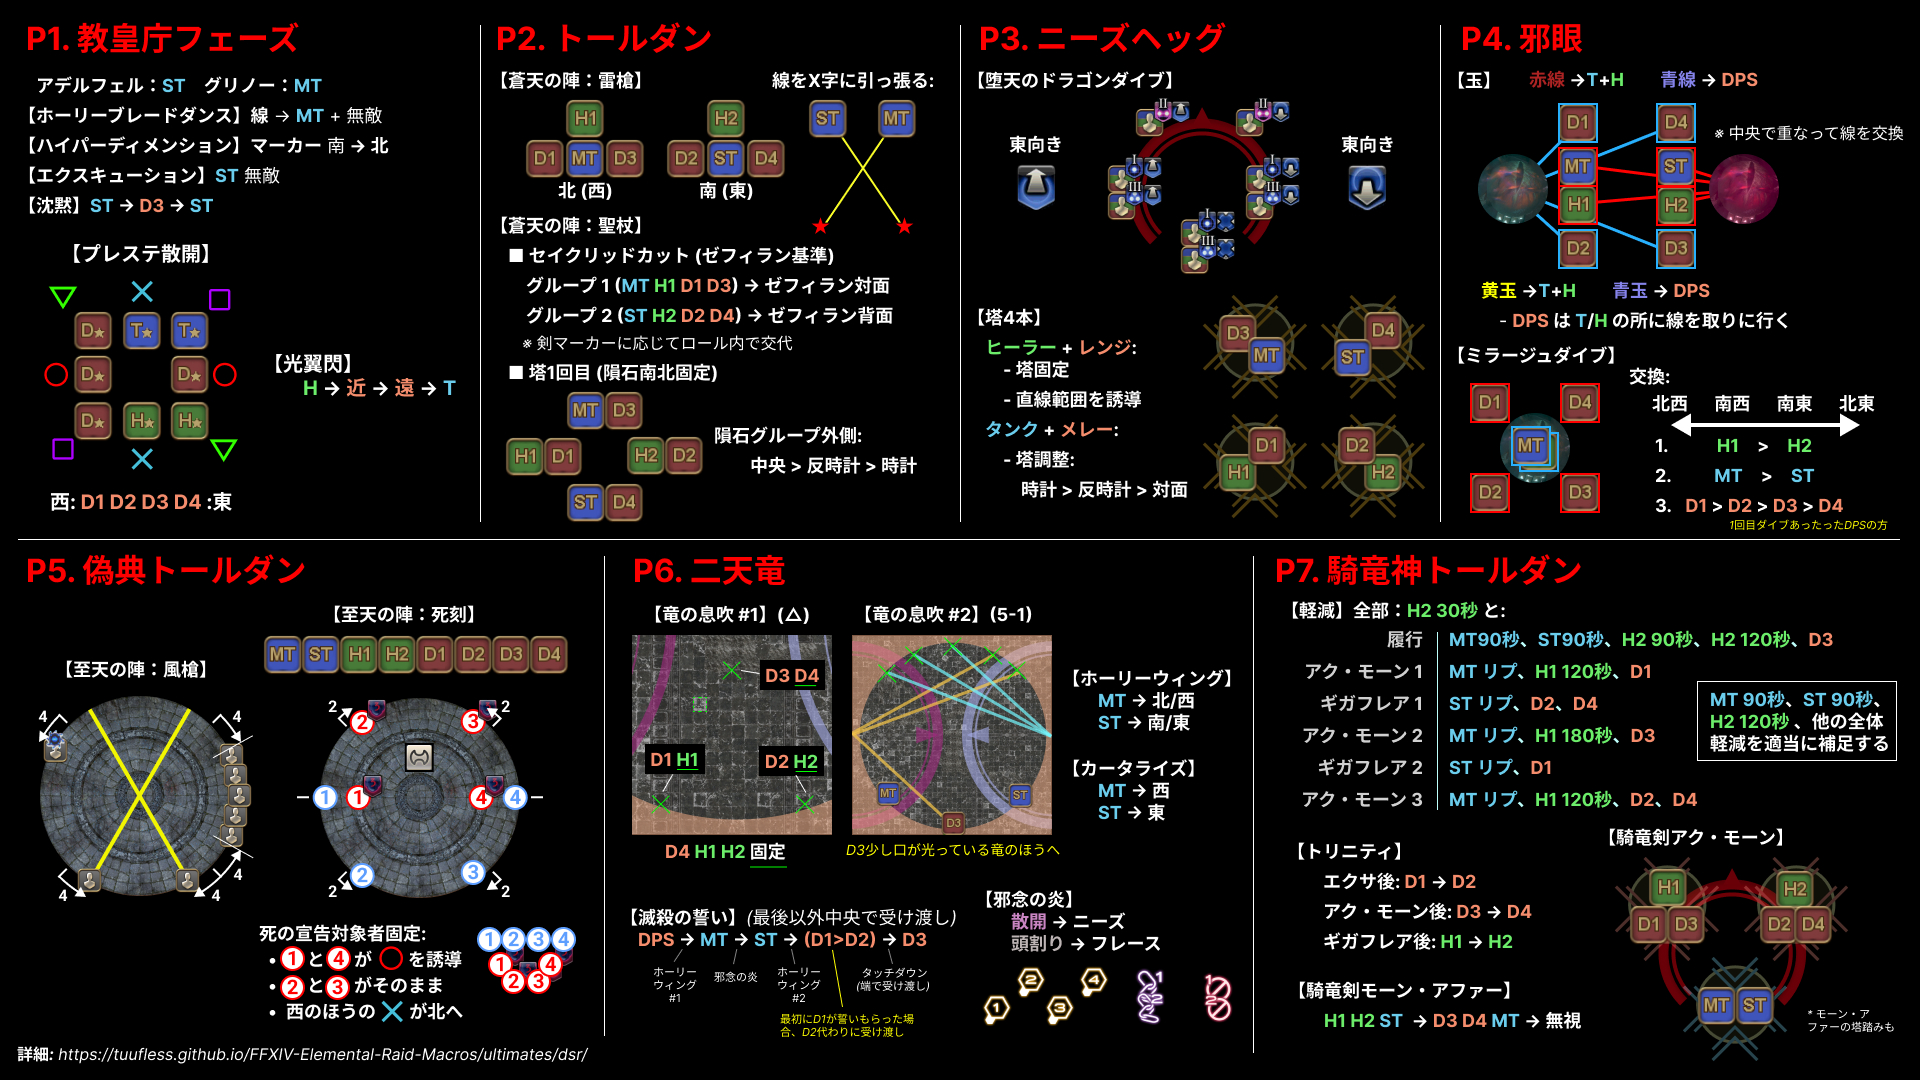 P1. 教皇庁フェーズ
アデルフェル：ST　グリノー：MT
【ホーリーブレードダンス】線 → MT + 無敵
【ハイパーディメンション】マーカー 南 → 北
【エクスキューション】ST 無敵
【沈黙】ST → D3 → ST
【プレステ散開】
D★ T★ T★
D★ D★
D★ H★ H★
西: D1 D2 D3 D4 :東
【光翼閃】
H → 近 → 遠 → T
P2. トールダン
【蒼天の陣：雷槍】
線をX字に引っ張る:
H1 H2 ST MT
D1 MT D3 D2 ST D4
北 (西) 南 (東)
【蒼天の陣：聖杖】
■ セイクリッドカット (ゼフィラン基準)
グループ 1 (MT H1 D1 D3) → ゼフィラン対面
グループ 2 (ST H2 D2 D4) → ゼフィラン背面
※ 剣マーカーに応じてロール内で交代
■ 塔1回目 (隕石南北固定)
MT D3
H1 D1 H2 D2
ST D4
隕石グループ外側:
中央 > 反時計 > 時計
P3. ニーズヘッグ
【堕天のドラゴンダイブ】
II II
東向き 東向き
I I
III III
I
III
【塔4本】
ヒーラー + レンジ:
- 塔固定
- 直線範囲を誘導
タンク + メレー:
- 塔調整:
時計 > 反時計 > 対面
D3 MT D4 ST
D1 H1 D2 H2
P4. 邪眼
【玉】 赤線 →T+H 青線 → DPS
D1 D4
MT ST
H1 H2
D2 D3
※ 中央で重なって線を交換
黄玉 →T+H 青玉 → DPS
- DPS は T/H の所に線を取りに行く
【ミラージュダイブ】
D1 D4
MT
D2 D3
交換:
北西 南西 南東 北東
1. H1 > H2
2. MT > ST
3. D1 > D2 > D3 > D4
1回目ダイブあったったDPSの方
P5. 偽典トールダン
【至天の陣：風槍】
4 4
4 4 4
【至天の陣：死刻】
MT ST H1 H2 D1 D2 D3 D4
2 2 3 2
1 1 4 4
2 2 3 2
死の宣告対象者固定:
• 1 と 4 が ○ を誘導
• 2 と 3 がそのまま
• 西のほうの ✕ が北へ
1 2 3 4
1 4
2 3
詳細: https://tuufless.github.io/FFXIV-Elemental-Raid-Macros/ultimates/dsr/
P6. 二天竜
【竜の息吹 #1】(△)
D3 D4
D1 H1
D2 H2
D4 H1 H2 固定
【竜の息吹 #2】(5-1)
MT ST
D3
D3少し口が光っている竜のほうへ
【ホーリーウィング】
MT → 北/西
ST → 南/東
【カータライズ】
MT → 西
ST → 東
【滅殺の誓い】(最後以外中央で受け渡し)
DPS → MT → ST → (D1>D2) → D3
ホーリーウィング#1
邪念の炎
ホーリーウィング#2
タッチダウン(端で受け渡し)
最初にD1が誓いもらった場合、D2代わりに受け渡し
【邪念の炎】
散開 → ニーズ
頭割り → フレース
1 2 3 4 1 1
P7. 騎竜神トールダン
【軽減】全部：H2 30秒 と:
履行 MT90秒、ST90秒、H2 90秒、H2 120秒、D3
アク・モーン 1 MT リプ、H1 120秒、D1
ギガフレア 1 ST リプ、D2、D4
アク・モーン 2 MT リプ、H1 180秒、D3
ギガフレア 2 ST リプ、D1
アク・モーン 3 MT リプ、H1 120秒、D2、D4
MT 90秒、ST 90秒、
H2 120秒 、他の全体
軽減を適当に補足する
【トリニティ】
エクサ後: D1 → D2
アク・モーン後: D3 → D4
ギガフレア後: H1 → H2
【騎竜剣モーン・アファー】
H1 H2 ST → D3 D4 MT → 無視
【騎竜剣アク・モーン】
H1 H2
D1 D3 D2 D4
MT ST
* モーン・ア
ファーの塔踏みも